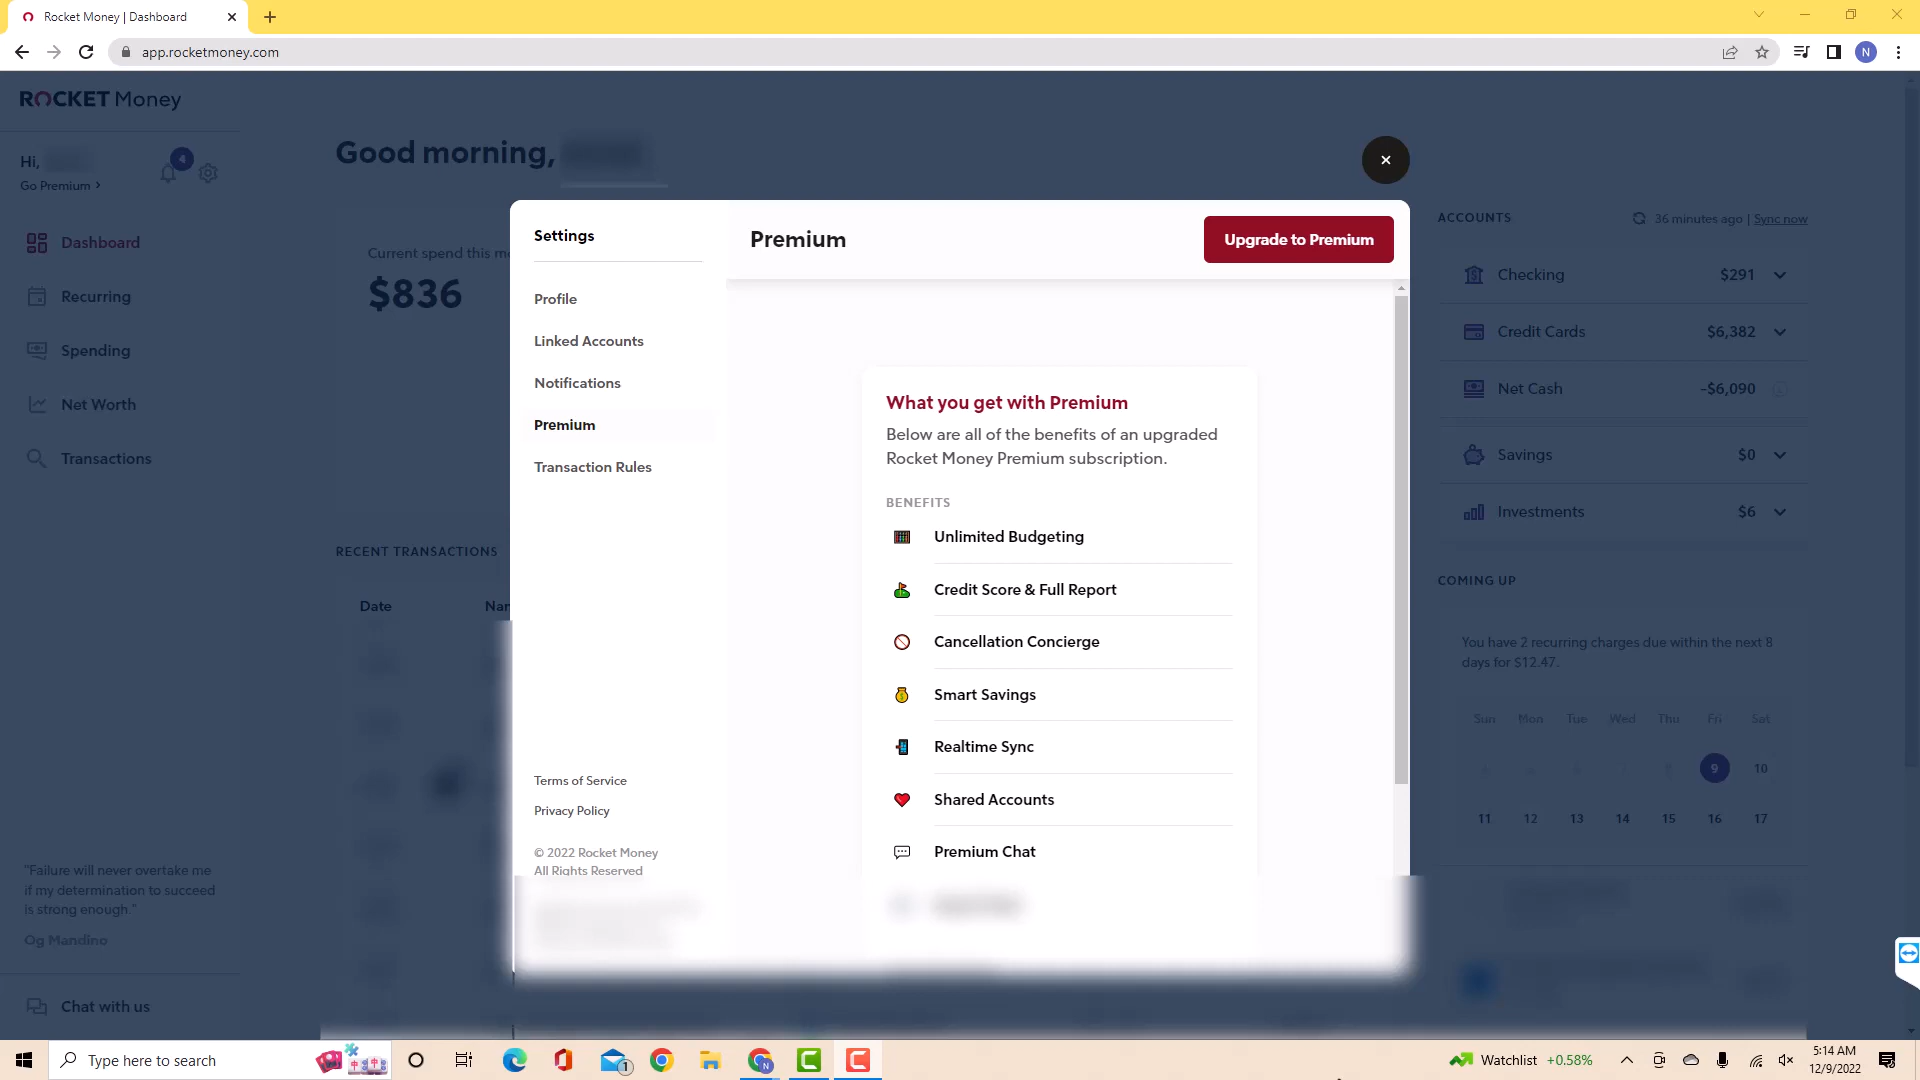 Rocket Money | Dashboard
app.rocketmoney.com
N
ROCKET Money
Hi,
4
Go Premium
Dashboard
Recurring
Spending
Net Worth
Transactions
"Failure will never overtake me
if my determination to succeed
is strong enough."
Og Mandino
Chat with us
Good morning,
Current spend this m
$836
RECENT TRANSACTIONS
Date
Nar
Settings
Profile
Linked Accounts
Notifications
Premium
Transaction Rules
Terms of Service
Privacy Policy
© 2022 Rocket Money
All Rights Reserved
Premium
Upgrade to Premium
What you get with Premium
Below are all of the benefits of an upgraded
Rocket Money Premium subscription.
BENEFITS
Unlimited Budgeting
Credit Score & Full Report
Cancellation Concierge
Smart Savings
Realtime Sync
Shared Accounts
Premium Chat
ACCOUNTS
36 minutes ago | Sync now
Checking $291
Credit Cards $6,382
Net Cash -$6,090
Savings $0
Investments $6
COMING UP
You have 2 recurring charges due within the next 8
days for $12.47.
Sun Mon Tue Wed Thu Fri Sat
9 10
11 12 13 14 15 16 17
Type here to search
1
N
Watchlist +0.58%
5:14 AM
12/9/2022